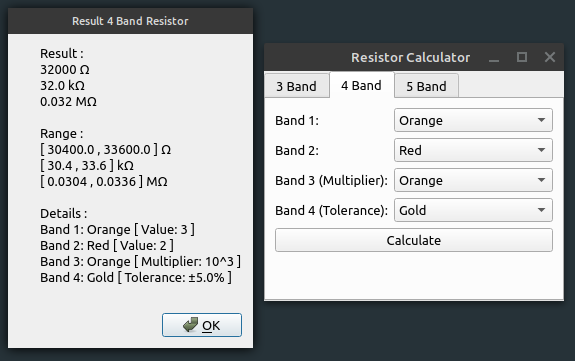 Result 4 Band Resistor
Result :
32000 Ω
32.0 kΩ
0.032 MΩ
Range :
[ 30400.0 , 33600.0 ] Ω
[ 30.4 , 33.6 ] kΩ
[ 0.0304 , 0.0336 ] MΩ
Details :
Band 1: Orange [ Value: 3 ]
Band 2: Red [ Value: 2 ]
Band 3: Orange [ Multiplier: 10^3 ]
Band 4: Gold [ Tolerance: ±5.0% ]
OK
Resistor Calculator
3 Band 4 Band 5 Band
Band 1: Orange
Band 2: Red
Band 3 (Multiplier): Orange
Band 4 (Tolerance): Gold
Calculate